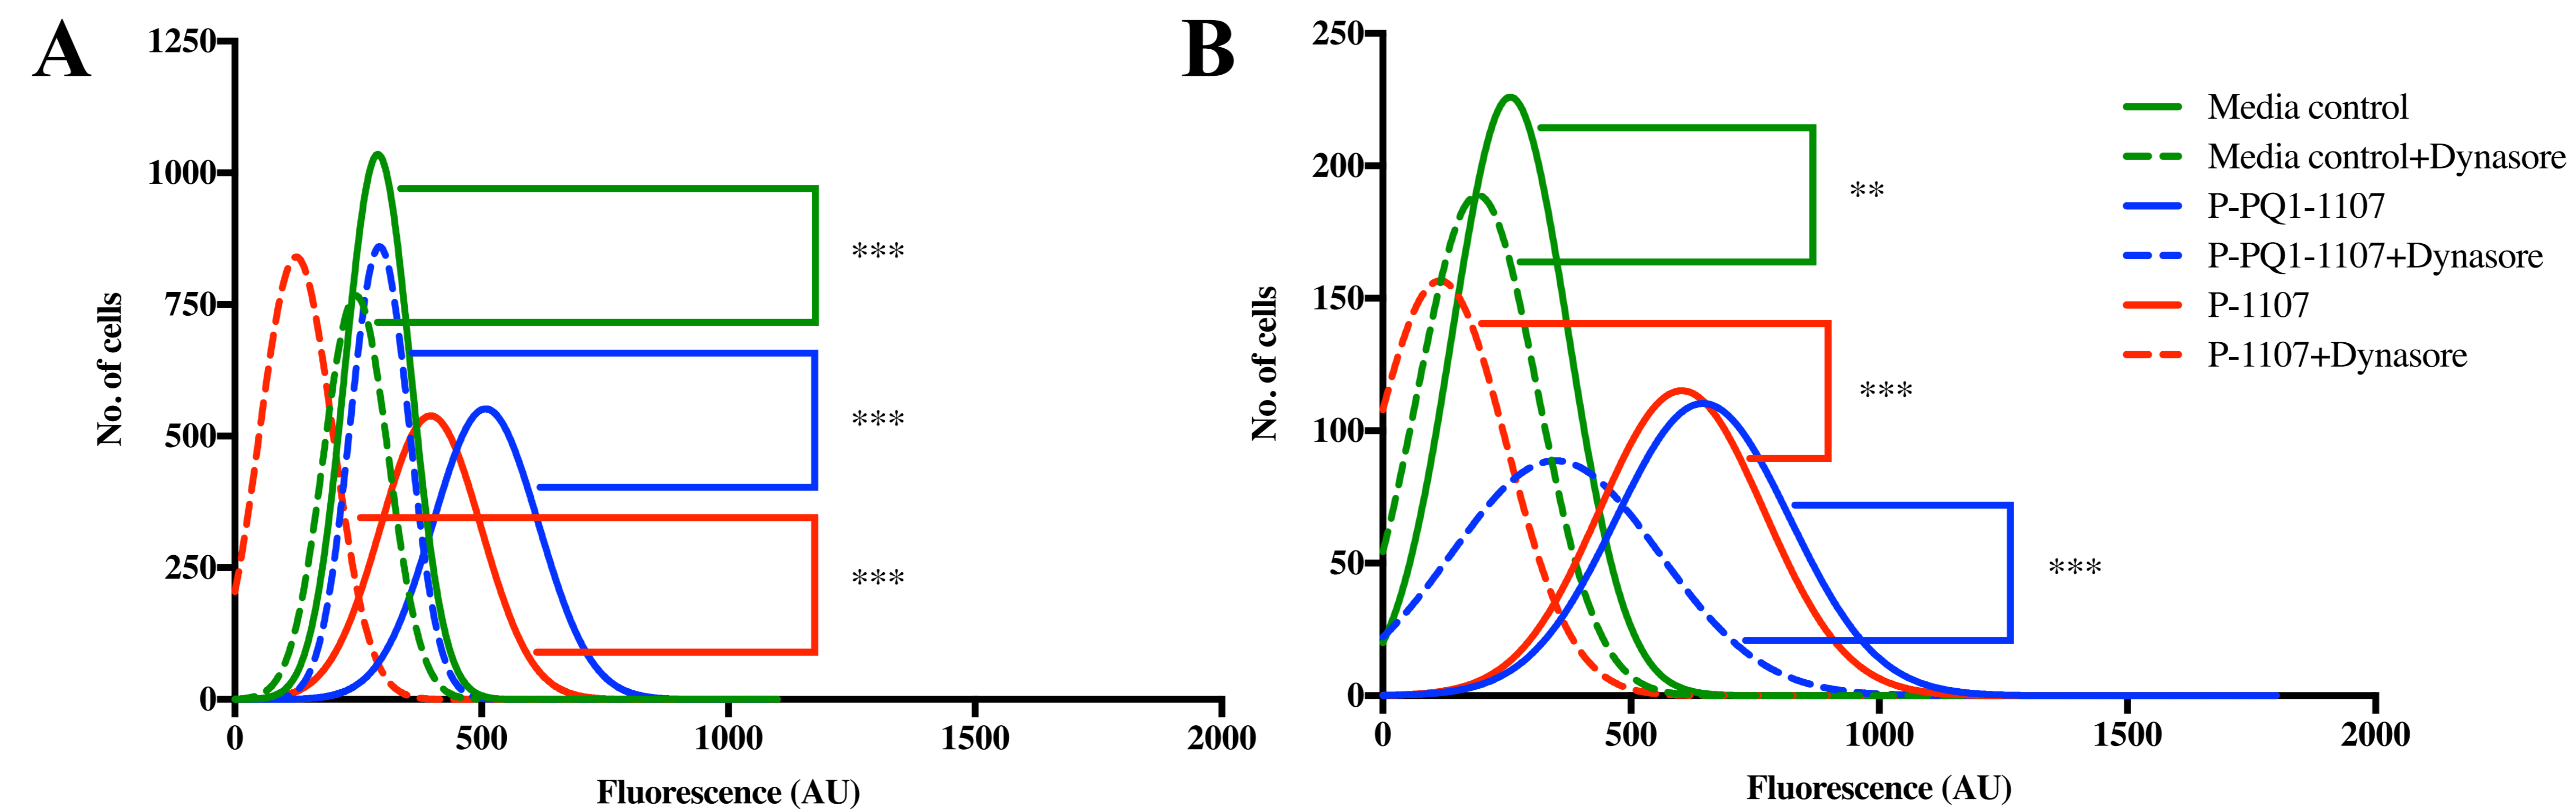 A
1250
1000
750
500
250
0
No. of cells
0 500 1000 1500 2000
Fluorescence (AU)
***
***
***
B
250
200
150
100
50
0
No. of cells
0 500 1000 1500 2000
Fluorescence (AU)
**
***
***
Media control
Media control+Dynasore
P-PQ1-1107
P-PQ1-1107+Dynasore
P-1107
P-1107+Dynasore